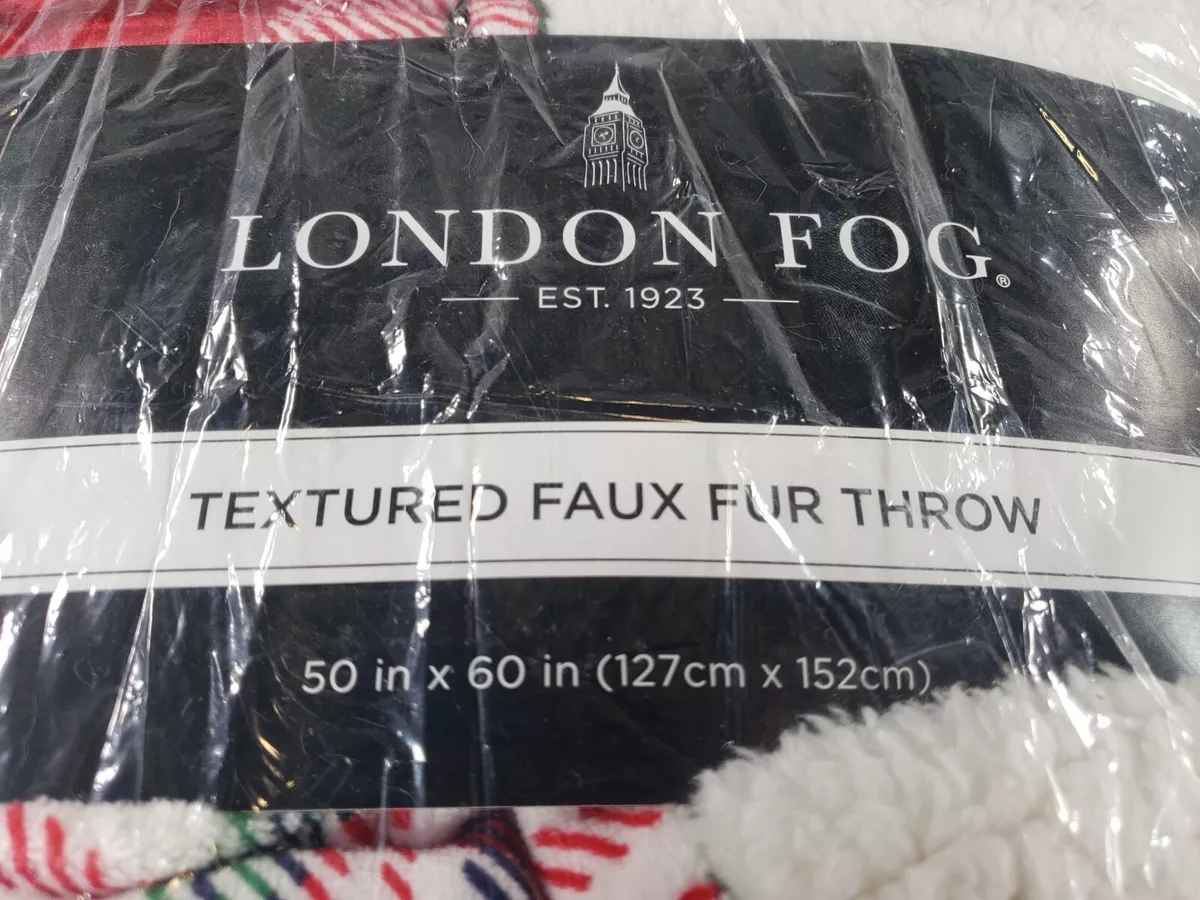 LONDON FOG®
EST. 1923
TEXTURED FAUX FUR THROW
50 in x 60 in (127cm x 152cm)